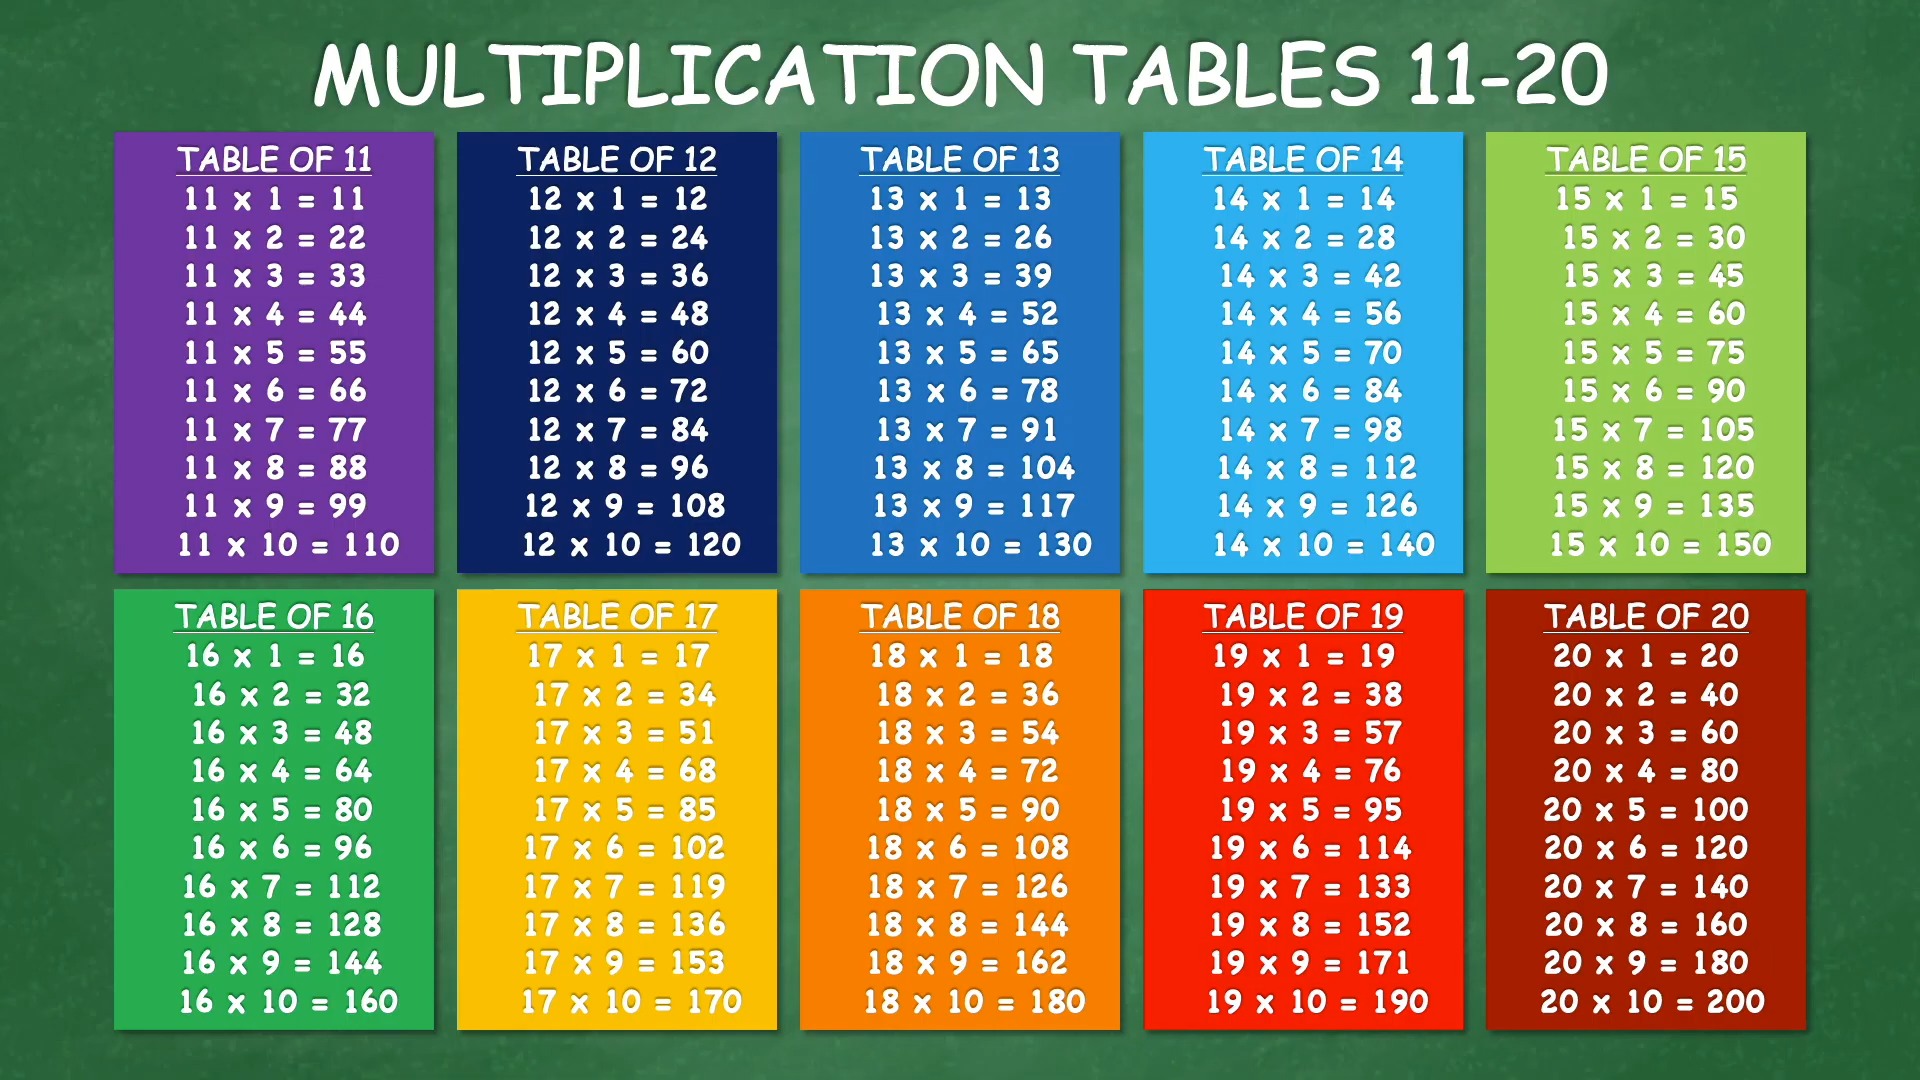 MULTIPLICATION TABLES 11-20
TABLE OF 11
11 x 1 = 11
11 x 2 = 22
11 x 3 = 33
11 x 4 = 44
11 x 5 = 55
11 x 6 = 66
11 x 7 = 77
11 x 8 = 88
11 x 9 = 99
11 x 10 = 110
TABLE OF 12
12 x 1 = 12
12 x 2 = 24
12 x 3 = 36
12 x 4 = 48
12 x 5 = 60
12 x 6 = 72
12 x 7 = 84
12 x 8 = 96
12 x 9 = 108
12 x 10 = 120
TABLE OF 13
13 x 1 = 13
13 x 2 = 26
13 x 3 = 39
13 x 4 = 52
13 x 5 = 65
13 x 6 = 78
13 x 7 = 91
13 x 8 = 104
13 x 9 = 117
13 x 10 = 130
TABLE OF 14
14 x 1 = 14
14 x 2 = 28
14 x 3 = 42
14 x 4 = 56
14 x 5 = 70
14 x 6 = 84
14 x 7 = 98
14 x 8 = 112
14 x 9 = 126
14 x 10 = 140
TABLE OF 15
15 x 1 = 15
15 x 2 = 30
15 x 3 = 45
15 x 4 = 60
15 x 5 = 75
15 x 6 = 90
15 x 7 = 105
15 x 8 = 120
15 x 9 = 135
15 x 10 = 150
TABLE OF 16
16 x 1 = 16
16 x 2 = 32
16 x 3 = 48
16 x 4 = 64
16 x 5 = 80
16 x 6 = 96
16 x 7 = 112
16 x 8 = 128
16 x 9 = 144
16 x 10 = 160
TABLE OF 17
17 x 1 = 17
17 x 2 = 34
17 x 3 = 51
17 x 4 = 68
17 x 5 = 85
17 x 6 = 102
17 x 7 = 119
17 x 8 = 136
17 x 9 = 153
17 x 10 = 170
TABLE OF 18
18 x 1 = 18
18 x 2 = 36
18 x 3 = 54
18 x 4 = 72
18 x 5 = 90
18 x 6 = 108
18 x 7 = 126
18 x 8 = 144
18 x 9 = 162
18 x 10 = 180
TABLE OF 19
19 x 1 = 19
19 x 2 = 38
19 x 3 = 57
19 x 4 = 76
19 x 5 = 95
19 x 6 = 114
19 x 7 = 133
19 x 8 = 152
19 x 9 = 171
19 x 10 = 190
TABLE OF 20
20 x 1 = 20
20 x 2 = 40
20 x 3 = 60
20 x 4 = 80
20 x 5 = 100
20 x 6 = 120
20 x 7 = 140
20 x 8 = 160
20 x 9 = 180
20 x 10 = 200